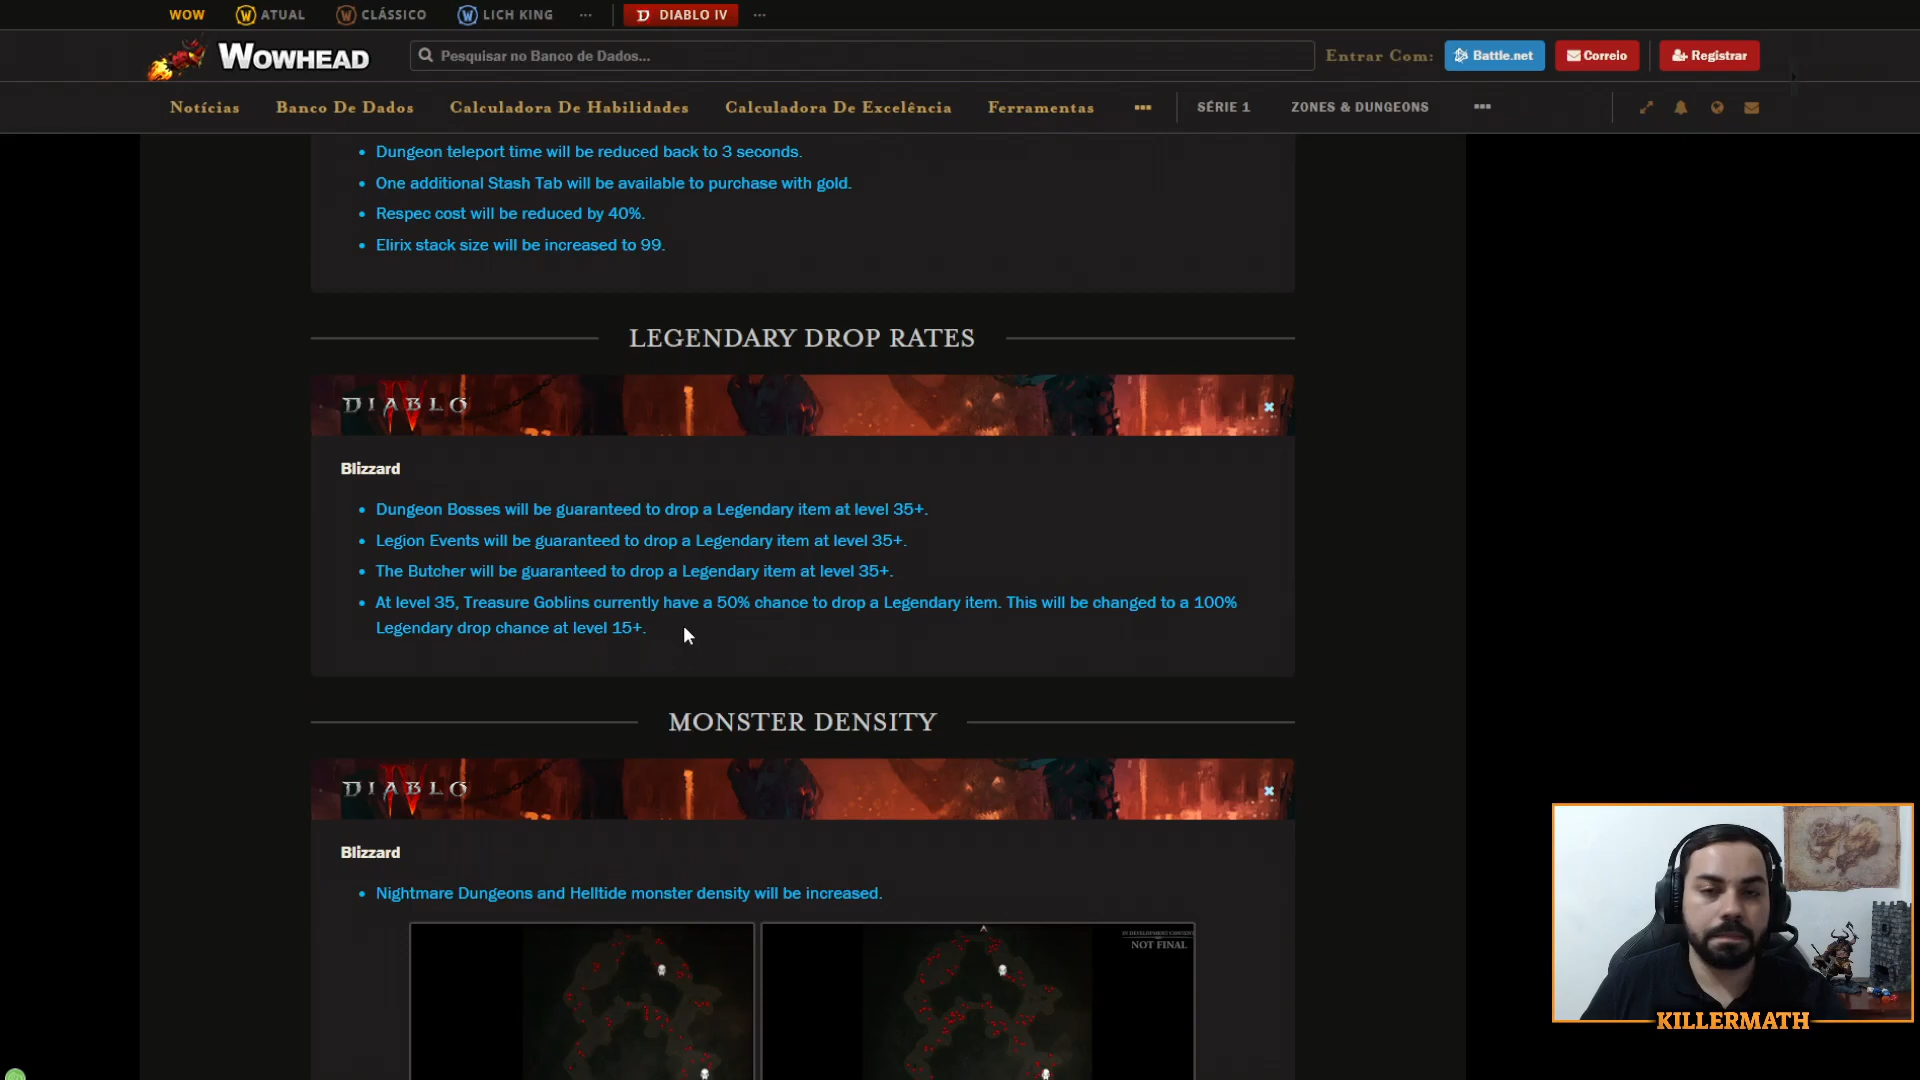 WOW ATUAL CLÁSSICO LICH KING ... DIABLO IV ...
WOWHEAD Pesquisar no Banco de Dados... Entrar Com: Battle.net Correio Registrar
Notícias Banco De Dados Calculadora De Habilidades Calculadora De Excelência Ferramentas ... SÉRIE 1 ZONES & DUNGEONS ...
• Dungeon teleport time will be reduced back to 3 seconds.
• One additional Stash Tab will be available to purchase with gold.
• Respec cost will be reduced by 40%.
• Elirix stack size will be increased to 99.
LEGENDARY DROP RATES
DIABLO IV
Blizzard
• Dungeon Bosses will be guaranteed to drop a Legendary item at level 35+.
• Legion Events will be guaranteed to drop a Legendary item at level 35+.
• The Butcher will be guaranteed to drop a Legendary item at level 35+.
• At level 35, Treasure Goblins currently have a 50% chance to drop a Legendary item. This will be changed to a 100%
Legendary drop chance at level 15+.
MONSTER DENSITY
DIABLO IV
Blizzard
• Nightmare Dungeons and Helltide monster density will be increased.
IN DEVELOPMENT CONTENT
NOT FINAL
KILLERMATH